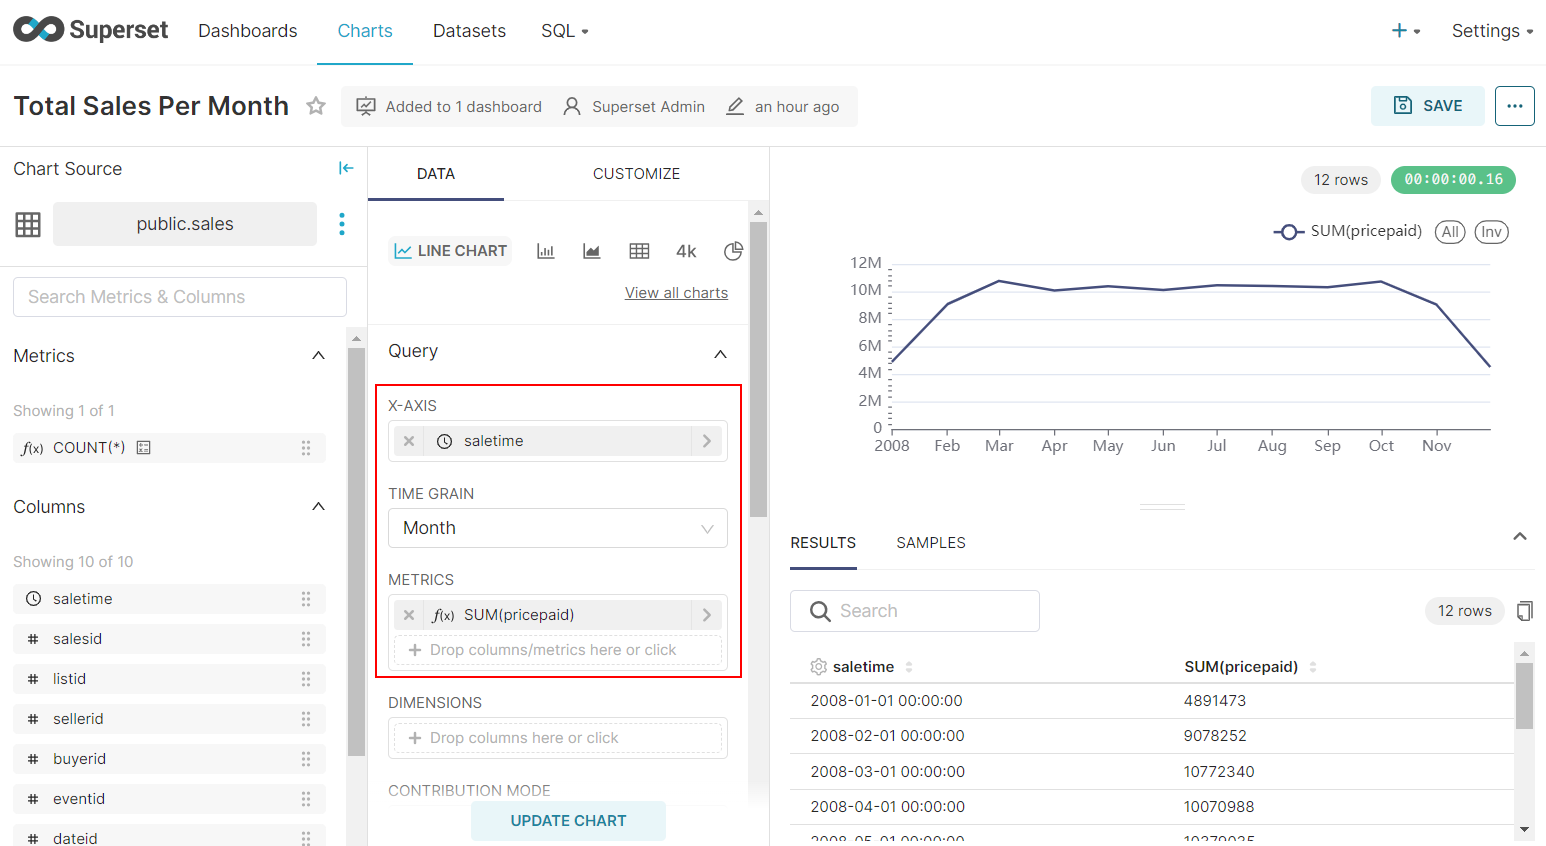 Superset Dashboards Charts Datasets SQL + Settings
Total Sales Per Month Added to 1 dashboard Superset Admin an hour ago SAVE ...
Chart Source
public.sales
Search Metrics & Columns
Metrics
Showing 1 of 1
f(x) COUNT(*)
Columns
Showing 10 of 10
saletime
# salesid
# listid
# sellerid
# buyerid
# eventid
# dateid
DATA CUSTOMIZE
LINE CHART 4k
View all charts
Query
X-AXIS
saletime
TIME GRAIN
Month
METRICS
f(x) SUM(pricepaid)
+ Drop columns/metrics here or click
DIMENSIONS
+ Drop columns here or click
CONTRIBUTION MODE
UPDATE CHART
12 rows 00:00:00.16
SUM(pricepaid) All Inv
12M
10M
8M
6M
4M
2M
0
2008 Feb Mar Apr May Jun Jul Aug Sep Oct Nov
RESULTS SAMPLES
Search 12 rows
saletime SUM(pricepaid)
2008-01-01 00:00:00 4891473
2008-02-01 00:00:00 9078252
2008-03-01 00:00:00 10772340
2008-04-01 00:00:00 10070988
2008-05-01 00:00:00